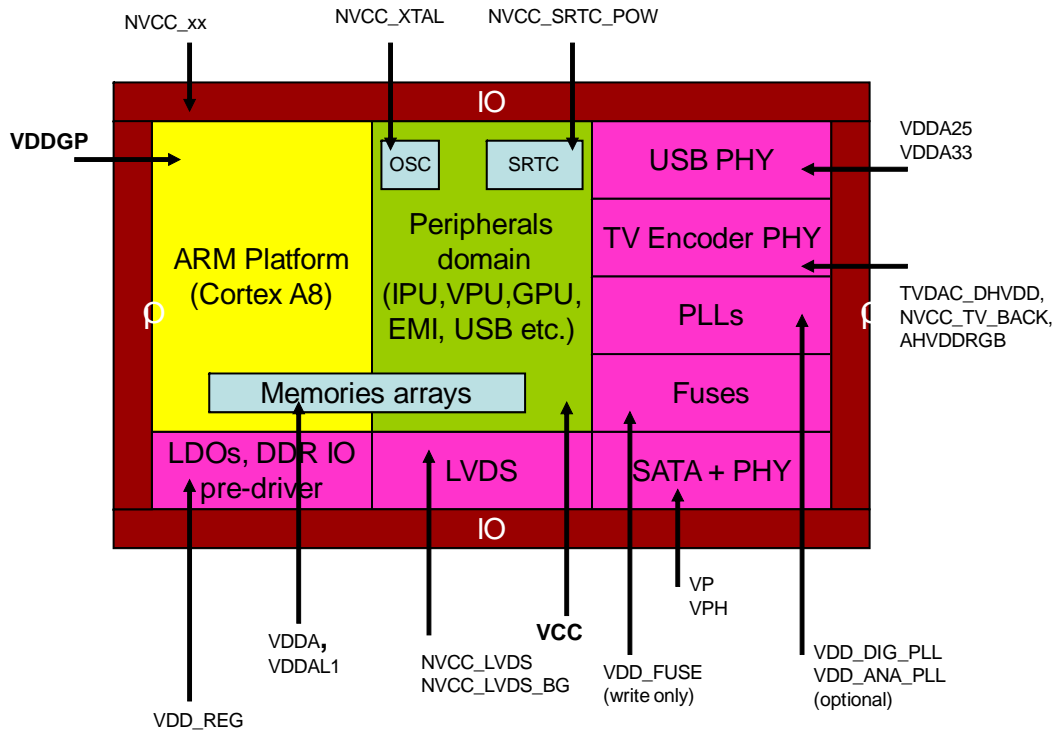 NVCC_xx
NVCC_XTAL
NVCC_SRTC_POW
IO
VDDGP
OSC
SRTC
USB PHY
VDDA25
VDDA33
ARM Platform
(Cortex A8)
Peripherals
domain
(IPU,VPU,GPU,
EMI, USB etc.)
TV Encoder PHY
TVDAC_DHVDD,
NVCC_TV_BACK,
AHVDDRGB
PLLs
Memories arrays
Fuses
LDOs, DDR IO
pre-driver
LVDS
SATA + PHY
IO
VP
VPH
VDDA,
VDDAL1
VCC
NVCC_LVDS
NVCC_LVDS_BG
VDD_FUSE
(write only)
VDD_DIG_PLL
VDD_ANA_PLL
(optional)
VDD_REG